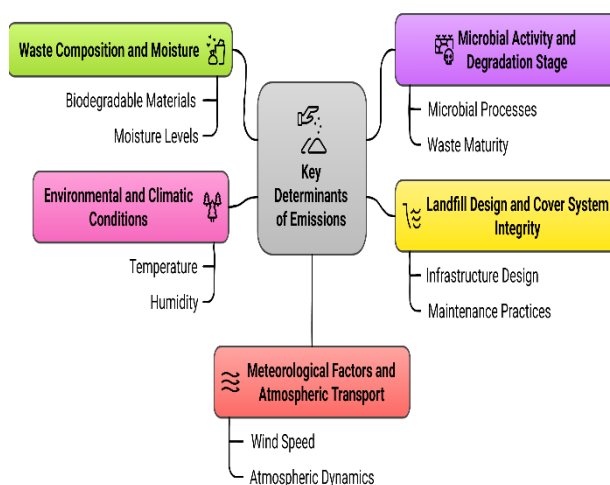 Waste Composition and Moisture
Biodegradable Materials
Moisture Levels
Microbial Activity and
Degradation Stage
Microbial Processes
Waste Maturity
Key
Determinants
of Emissions
Environmental and Climatic
Conditions
Temperature
Humidity
Landfill Design and Cover System
Integrity
Infrastructure Design
Maintenance Practices
Meteorological Factors and
Atmospheric Transport
Wind Speed
Atmospheric Dynamics